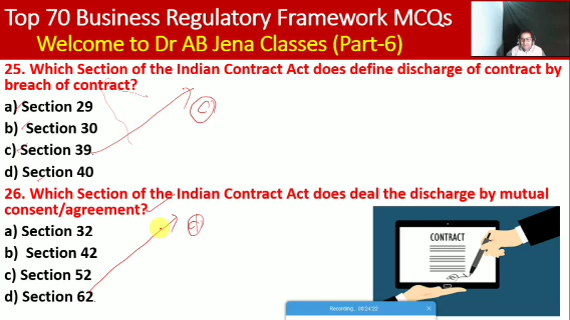 Top 70 Business Regulatory Framework MCQs
Welcome to Dr AB Jena Classes (Part-6)
25. Which Section of the Indian Contract Act does define discharge of contract by
breach of contract?
a) Section 29
b) Section 30
c) Section 39
d) Section 40
26. Which Section of the Indian Contract Act does deal the discharge by mutual
consent/agreement?
a) Section 32
b) Section 42
c) Section 52
d) Section 62
CONTRACT